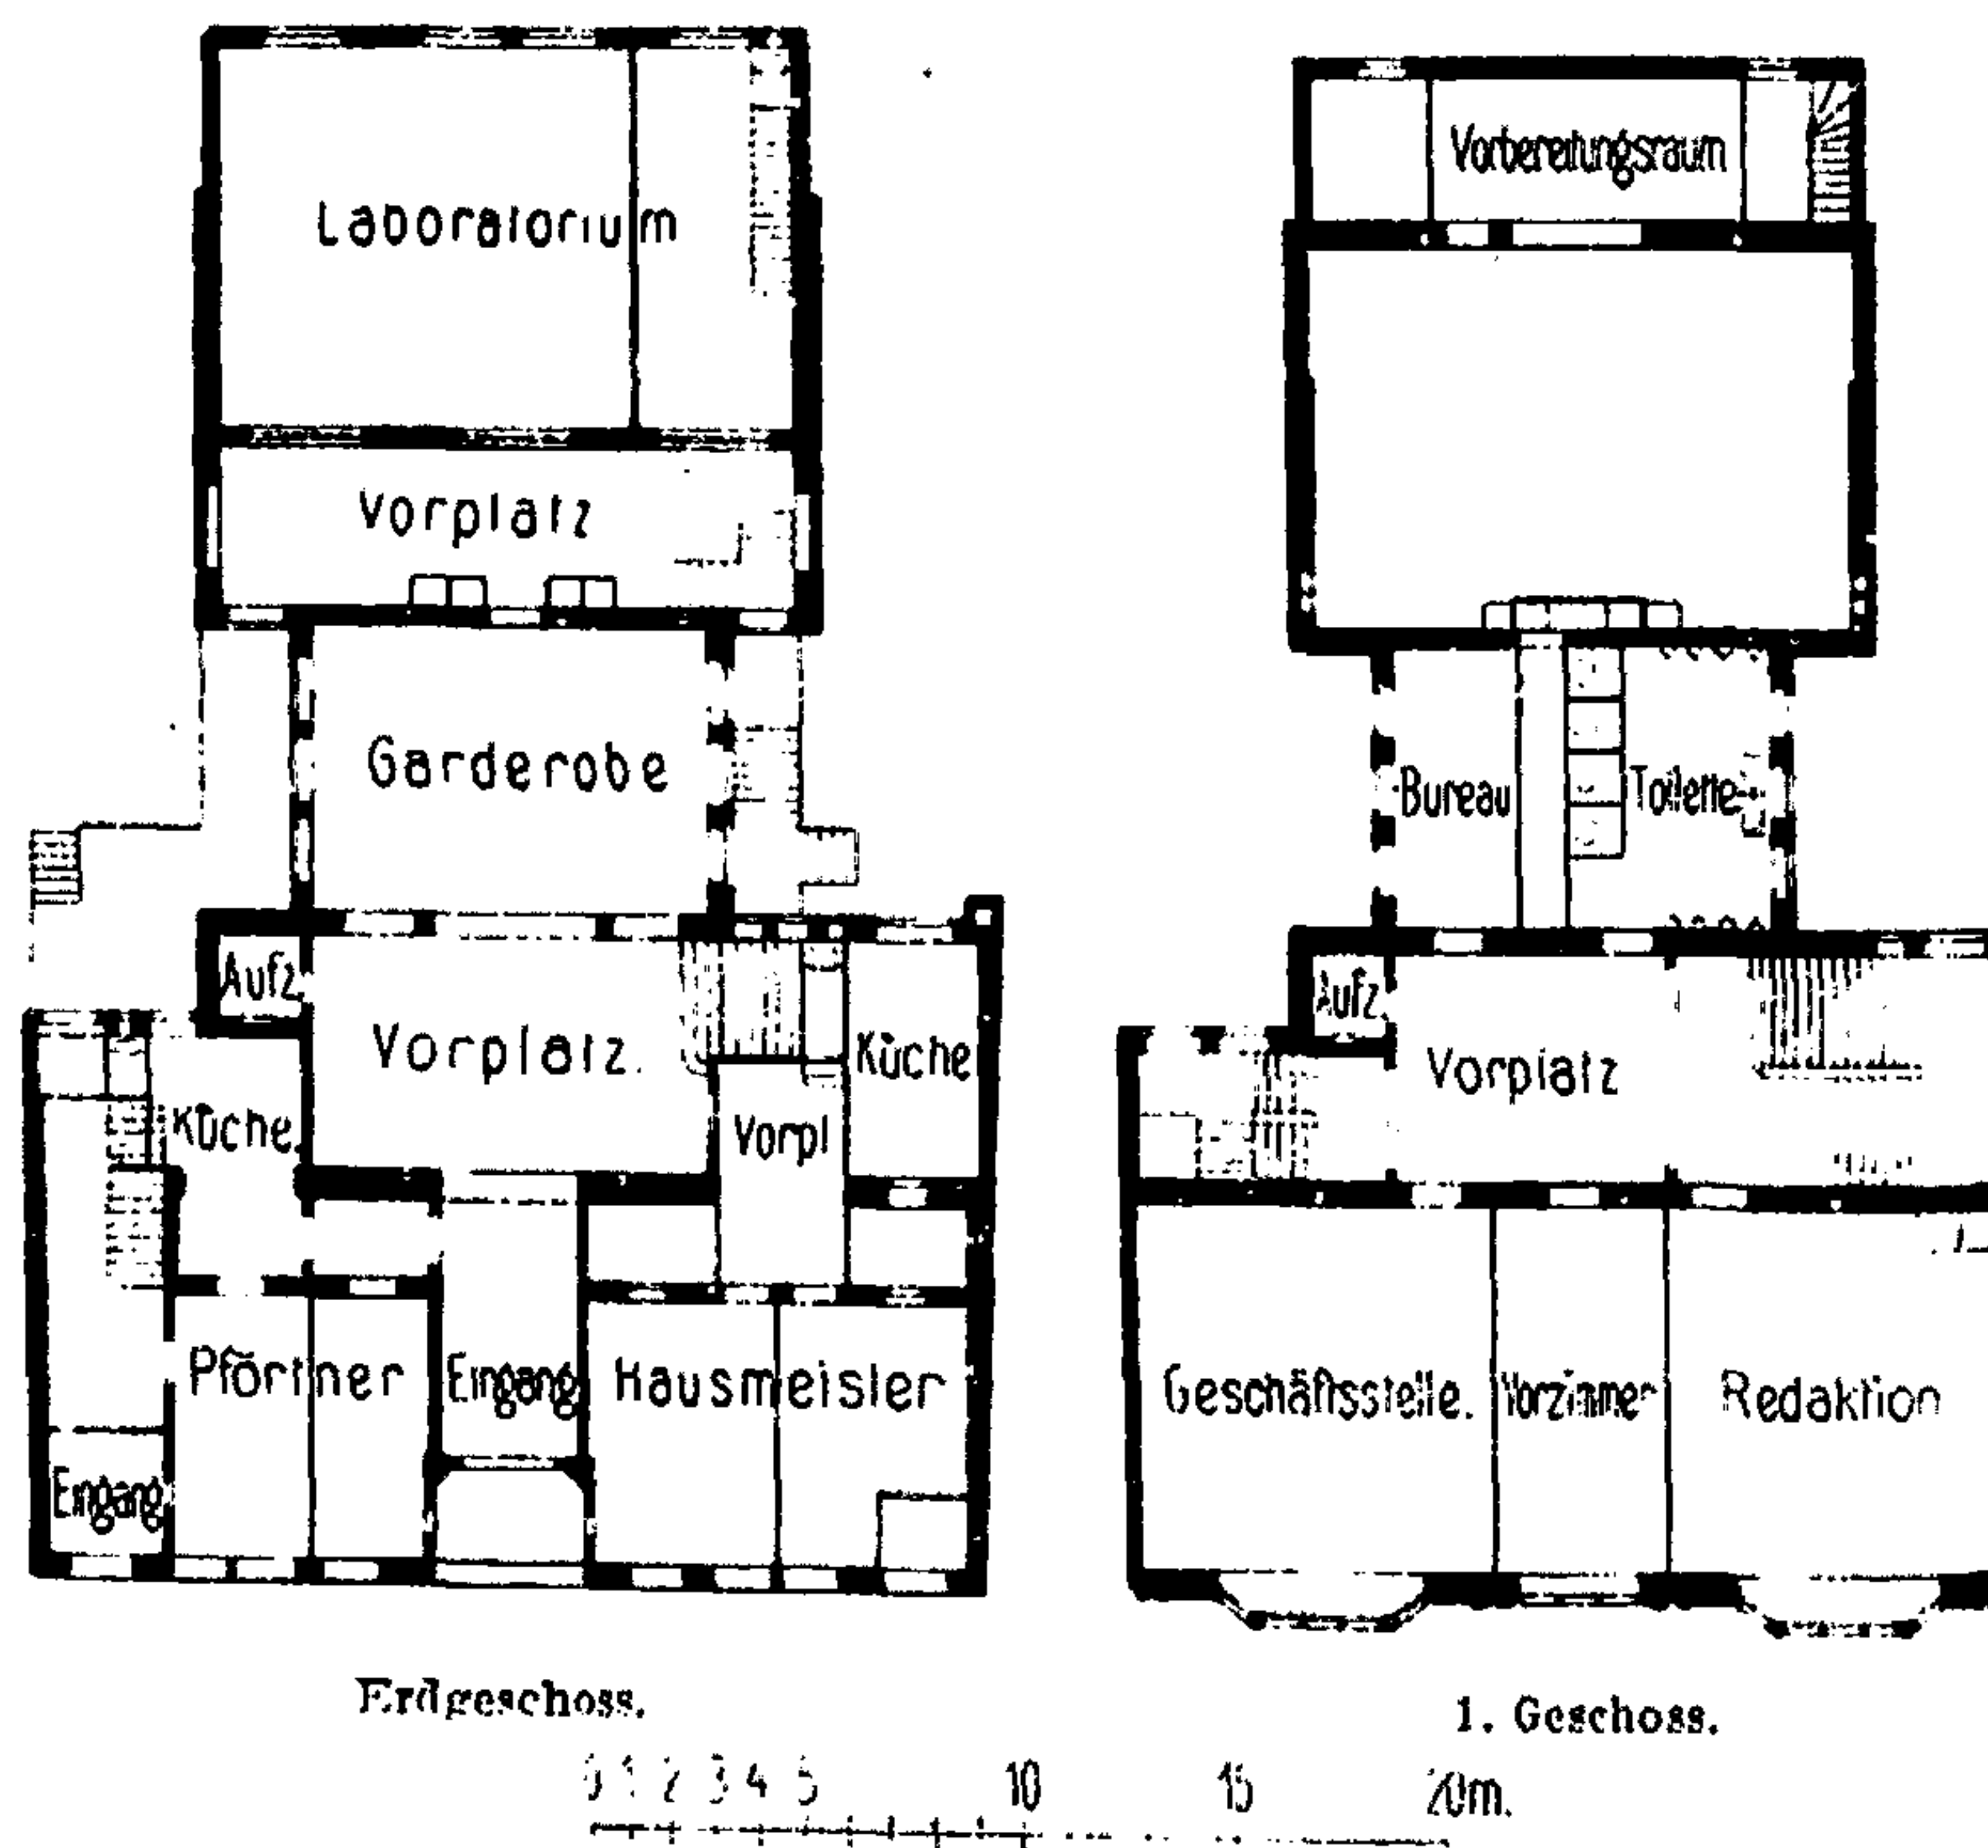 Laboratorium
Vorplatz
Garderobe
Aufz.
Vorplatz.
Küche
Küche.
Vorpl
Pförtner
Eingang
Hausmeister
Eingang
Erdgeschoss.
Vorbereitungsraum
Bureau
Toilette
Aufz.
Vorplatz
Geschäftsstelle.
Vorzimmer
Redaktion
1. Geschoss.
0 1 2 3 4 5 10 15 20m.